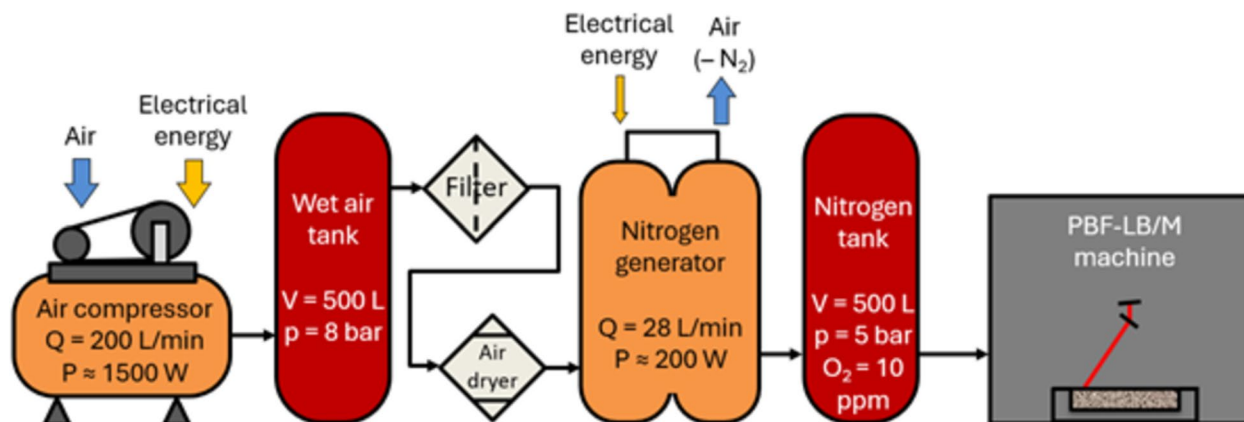 Air
Electrical
energy
Air compressor
Q = 200 L/min
P ≈ 1500 W
Wet air
tank
V = 500 L
p = 8 bar
Filter
Air
dryer
Electrical
energy
Air
(– N₂)
Nitrogen
generator
Q = 28 L/min
P ≈ 200 W
Nitrogen
tank
V = 500 L
p = 5 bar
O₂ = 10
ppm
PBF-LB/M
machine